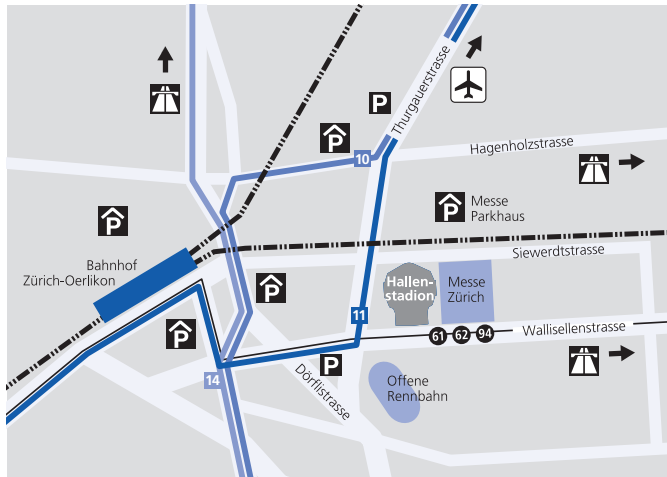 P
Thurgauerstrasse
P
10
Hagenholzstrasse
P
P
Messe
Parkhaus
Bahnhof
Zürich-Oerlikon
Siewerdtstrasse
Hallen-
stadion
Messe
Zürich
P
11
P
61 62 94
Wallisellenstrasse
P
14
Dörflistrasse
Offene
Rennbahn